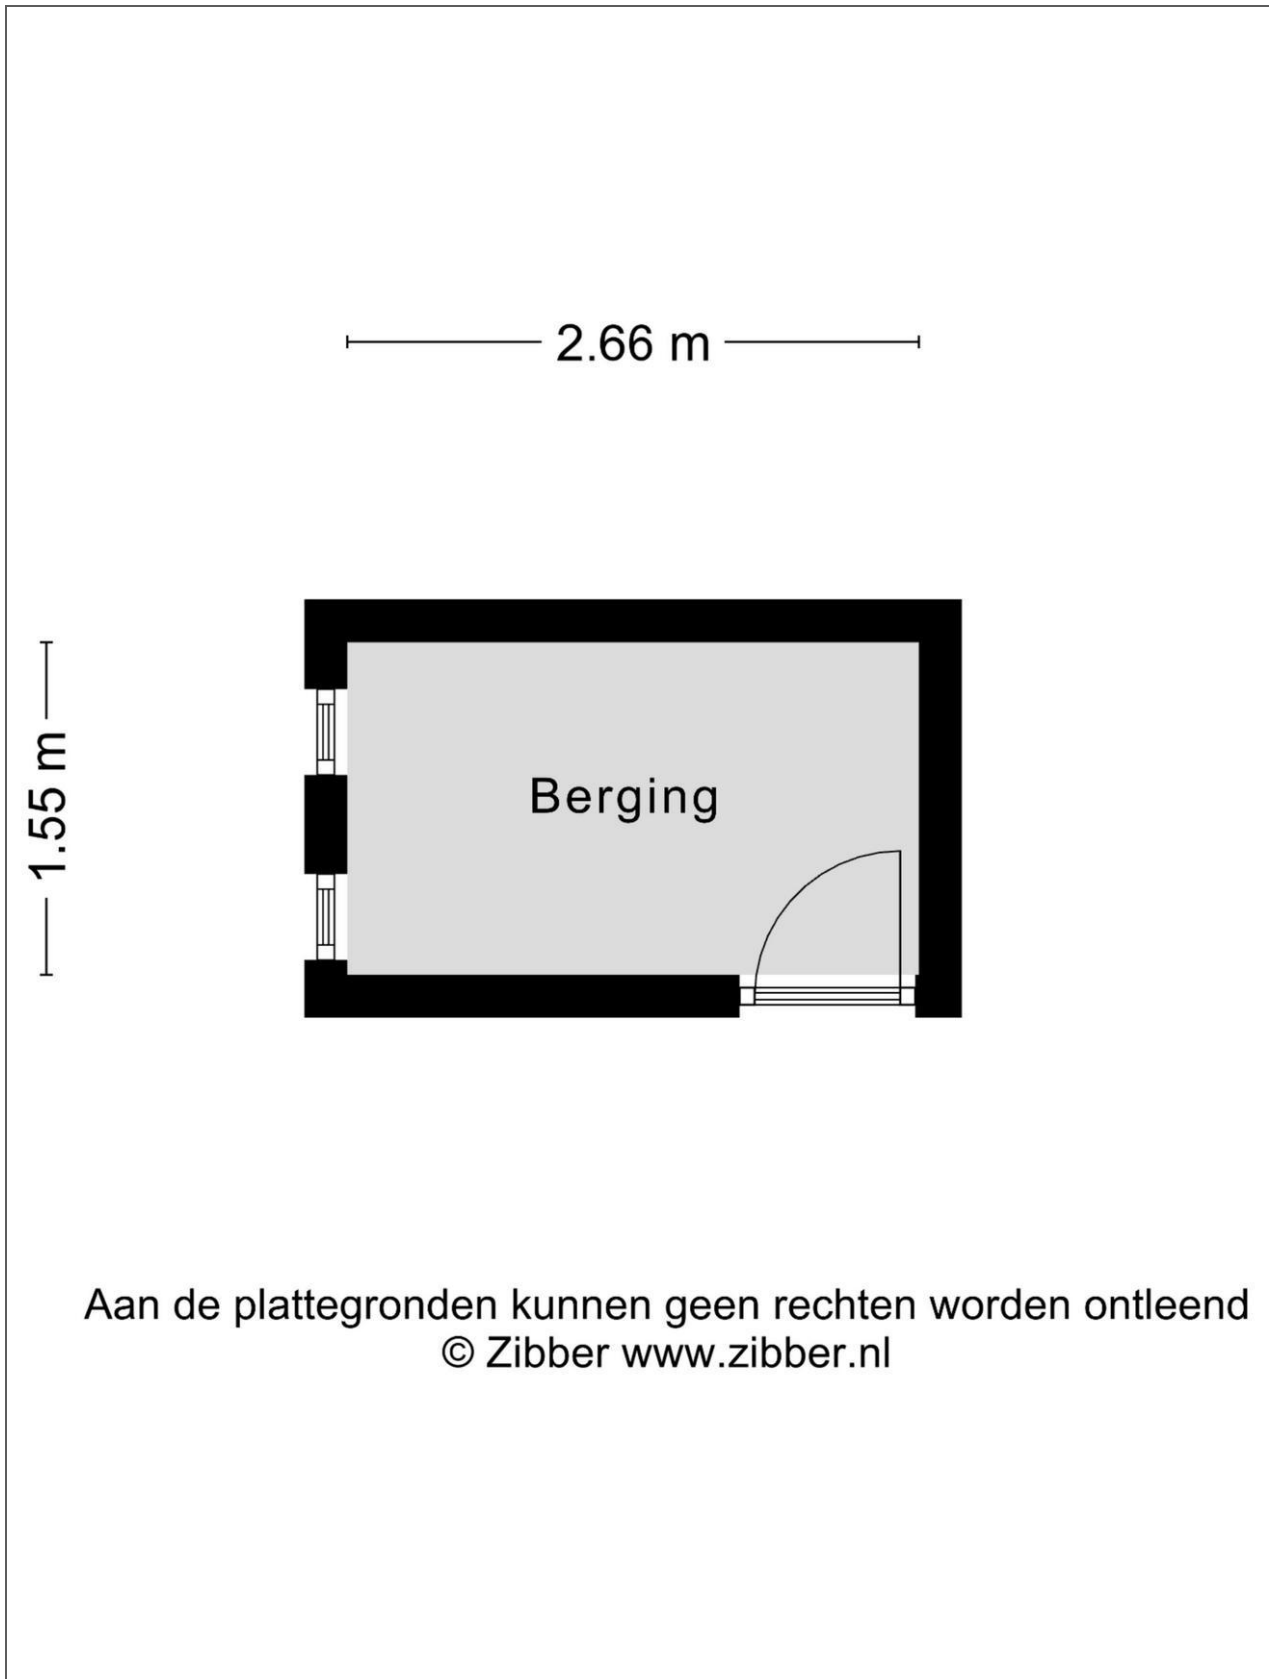 2.66 m
1.55 m
Berging
Aan de plattegronden kunnen geen rechten worden ontleend
© Zibber www.zibber.nl